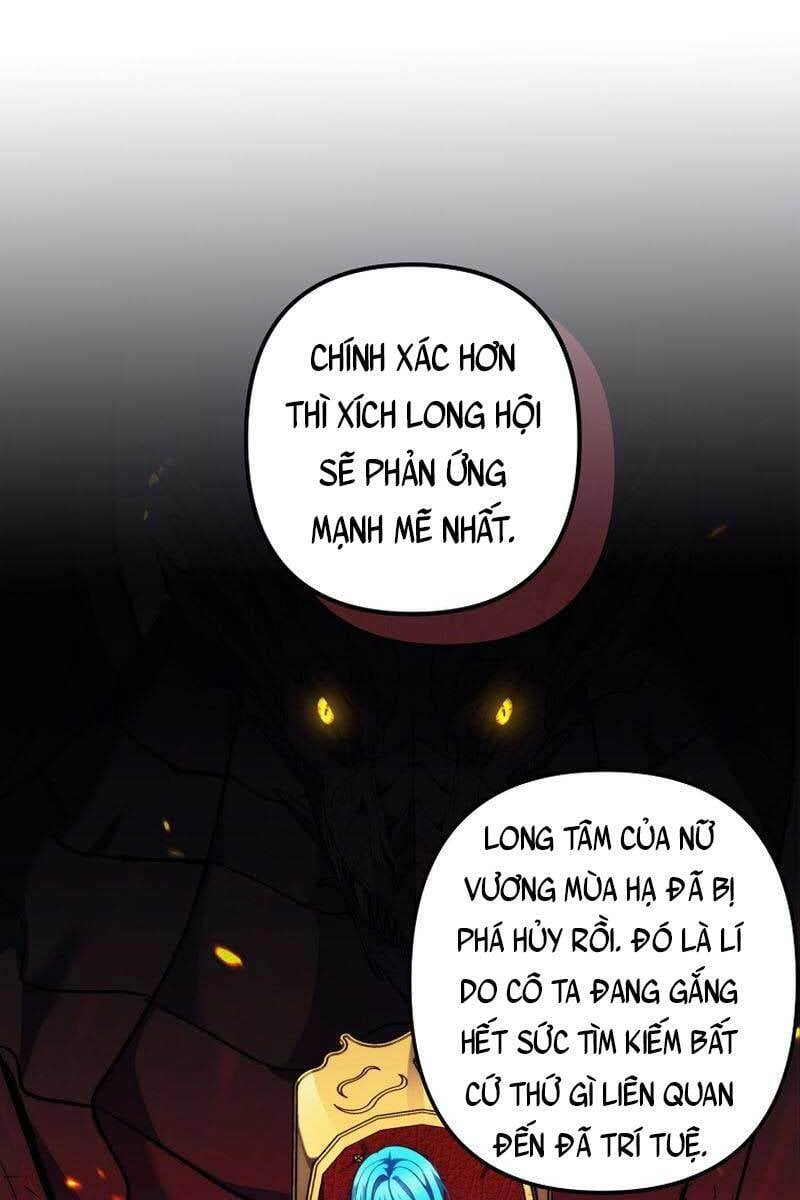 CHÍNH XÁC HƠN
THÌ XÍCH LONG HỘI
SẼ PHẢN ỨNG
MẠNH MẼ NHẤT.
LONG TÂM CỦA NỮ
VƯƠNG MÙA HẠ ĐÃ BỊ
PHÁ HỦY RỒI. ĐÓ LÀ LÍ
DO CÔ TA ĐANG GẮNG
HẾT SỨC TÌM KIẾM BẤT
CỨ THỨ GÌ LIÊN QUAN
ĐẾN ĐÃ TRÍ TUỆ.